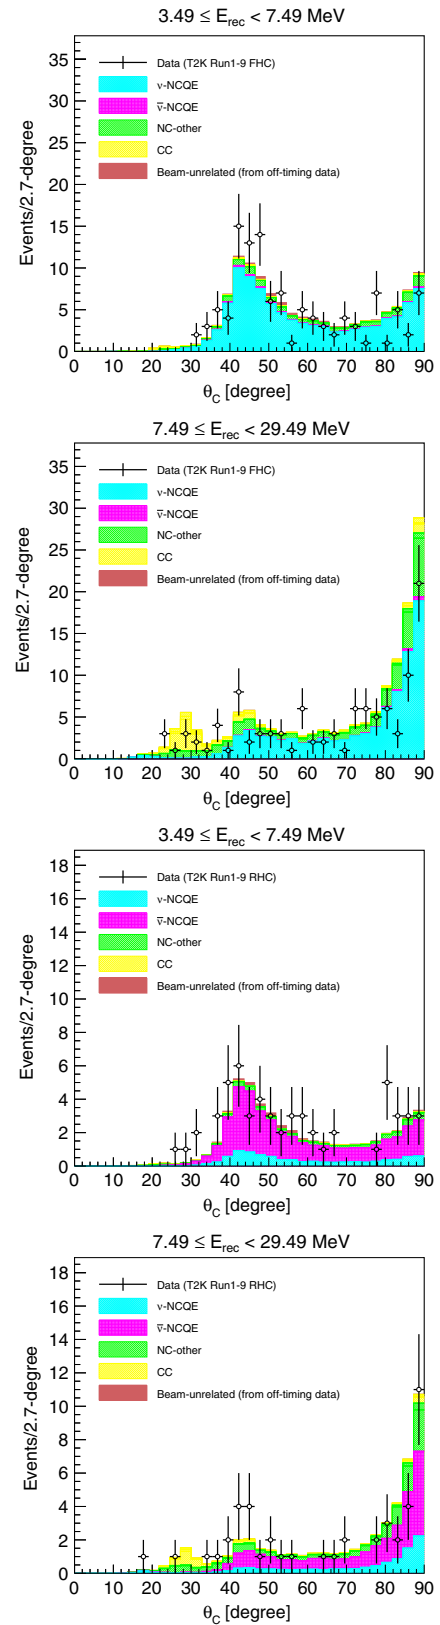 3.49 ≤ E_rec < 7.49 MeV
Data (T2K Run1-9 FHC)
ν-NCQE
ν̅-NCQE
NC-other
CC
Beam-unrelated (from off-timing data)
Events/2.7-degree
35
30
25
20
15
10
5
0
0 10 20 30 40 50 60 70 80 90
θ_C [degree]
7.49 ≤ E_rec < 29.49 MeV
Data (T2K Run1-9 FHC)
ν-NCQE
ν̅-NCQE
NC-other
CC
Beam-unrelated (from off-timing data)
Events/2.7-degree
35
30
25
20
15
10
5
0
0 10 20 30 40 50 60 70 80 90
θ_C [degree]
3.49 ≤ E_rec < 7.49 MeV
Data (T2K Run1-9 RHC)
ν-NCQE
ν̅-NCQE
NC-other
CC
Beam-unrelated (from off-timing data)
Events/2.7-degree
18
16
14
12
10
8
6
4
2
0
0 10 20 30 40 50 60 70 80 90
θ_C [degree]
7.49 ≤ E_rec < 29.49 MeV
Data (T2K Run1-9 RHC)
ν-NCQE
ν̅-NCQE
NC-other
CC
Beam-unrelated (from off-timing data)
Events/2.7-degree
18
16
14
12
10
8
6
4
2
0
0 10 20 30 40 50 60 70 80 90
θ_C [degree]